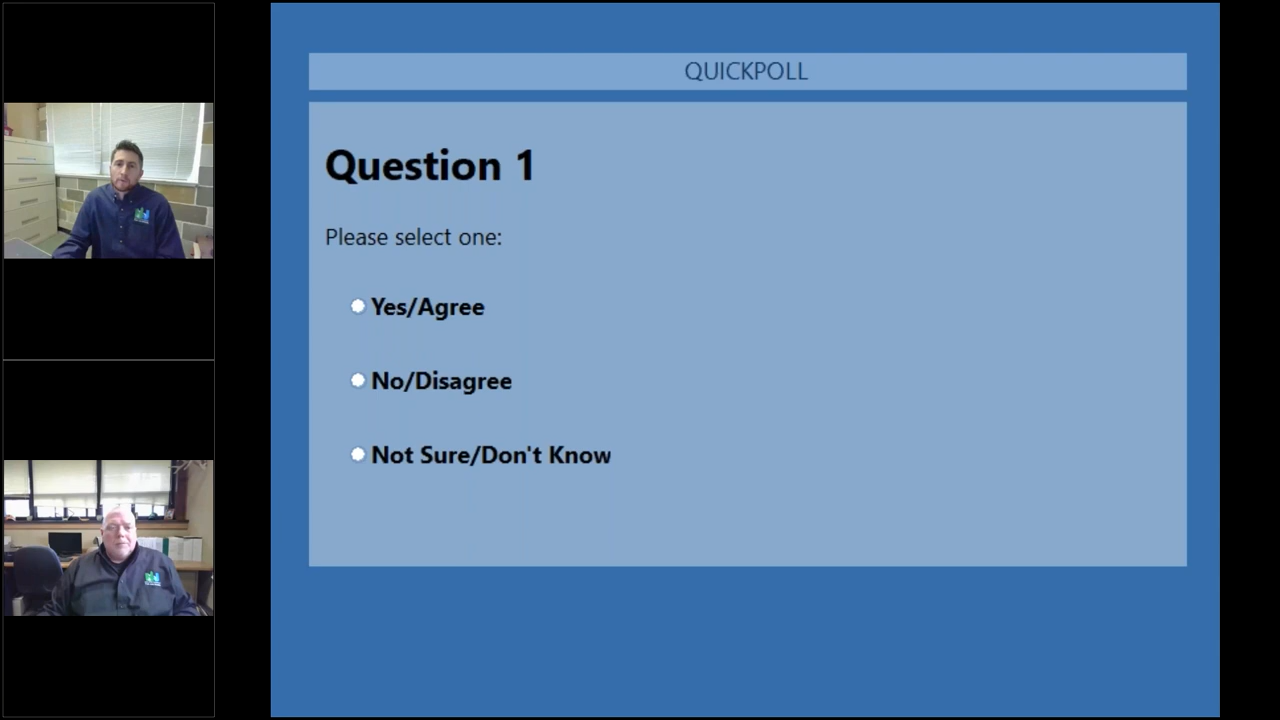 QUICKPOLL
Question 1
Please select one:
Yes/Agree
No/Disagree
Not Sure/Don't Know